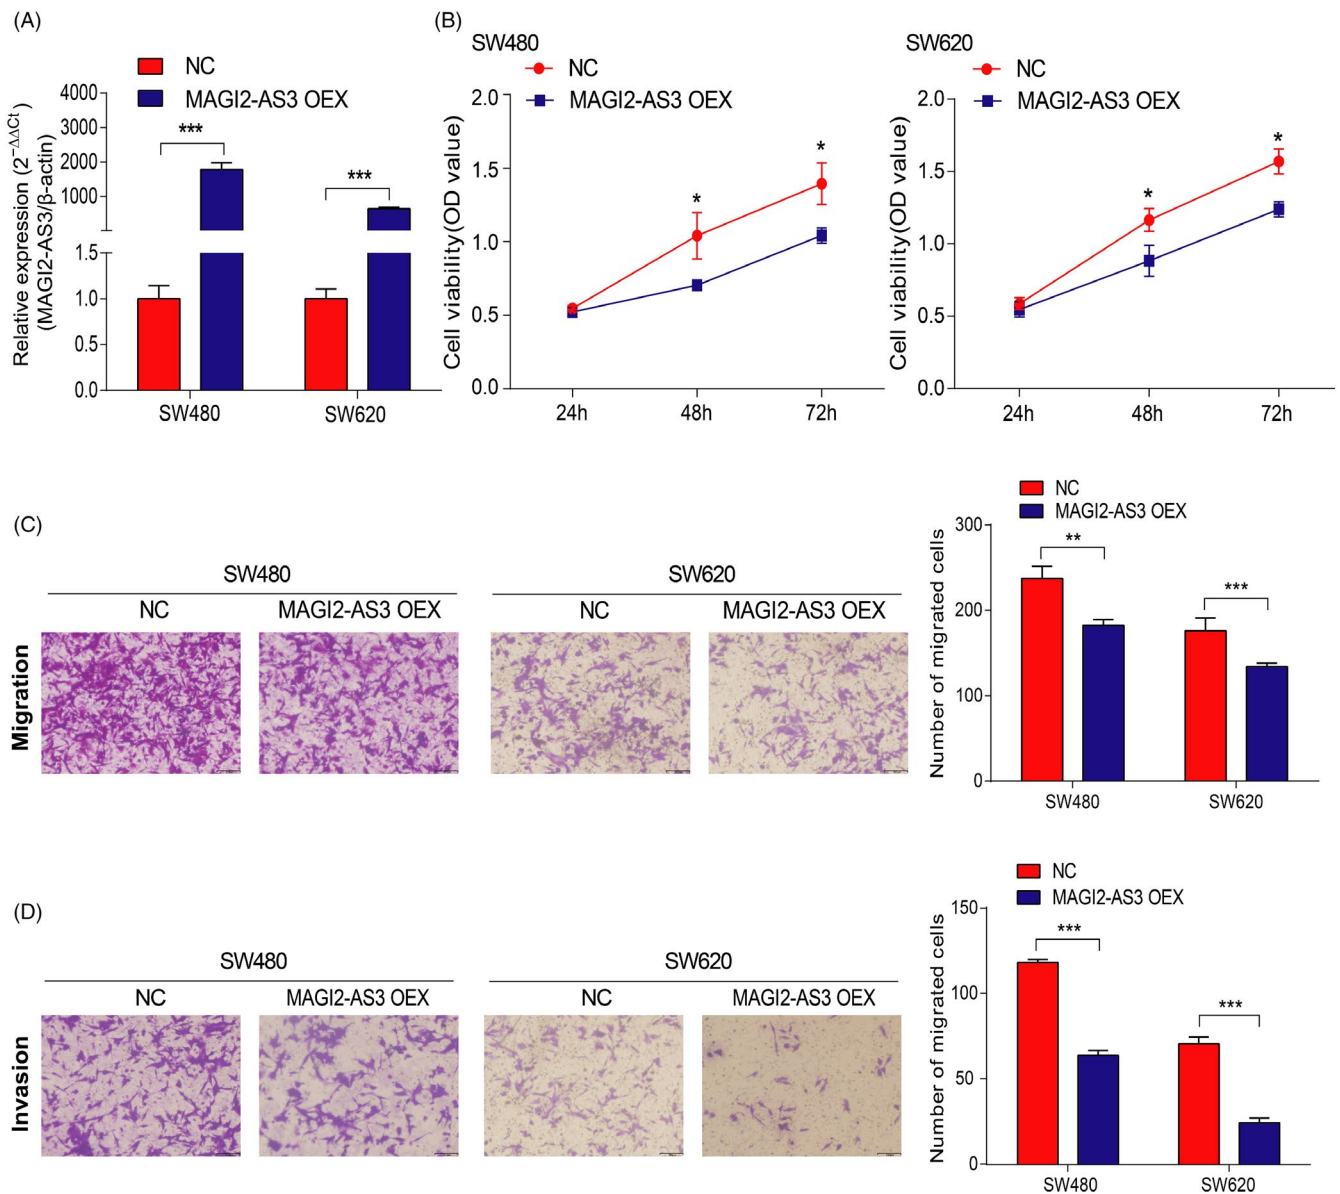 (A)
NC
MAGI2-AS3 OEX
Relative expression (2⁻ΔΔCt)
(MAGI2-AS3/β-actin)
4000
3000
2000
1000
1.5
1.0
0.5
0.0
***
***
SW480
SW620
(B)
SW480
NC
MAGI2-AS3 OEX
Cell viability(OD value)
2.0
1.5
1.0
0.5
0.0
*
*
24h
48h
72h
SW620
NC
MAGI2-AS3 OEX
Cell viability(OD value)
2.0
1.5
1.0
0.5
0.0
*
*
24h
48h
72h
(C)
SW480
SW620
NC
MAGI2-AS3 OEX
NC
MAGI2-AS3 OEX
Migration
NC
MAGI2-AS3 OEX
Number of migrated cells
300
200
100
0
**
***
SW480
SW620
(D)
SW480
SW620
NC
MAGI2-AS3 OEX
NC
MAGI2-AS3 OEX
Invasion
NC
MAGI2-AS3 OEX
Number of migrated cells
150
100
50
0
***
***
SW480
SW620